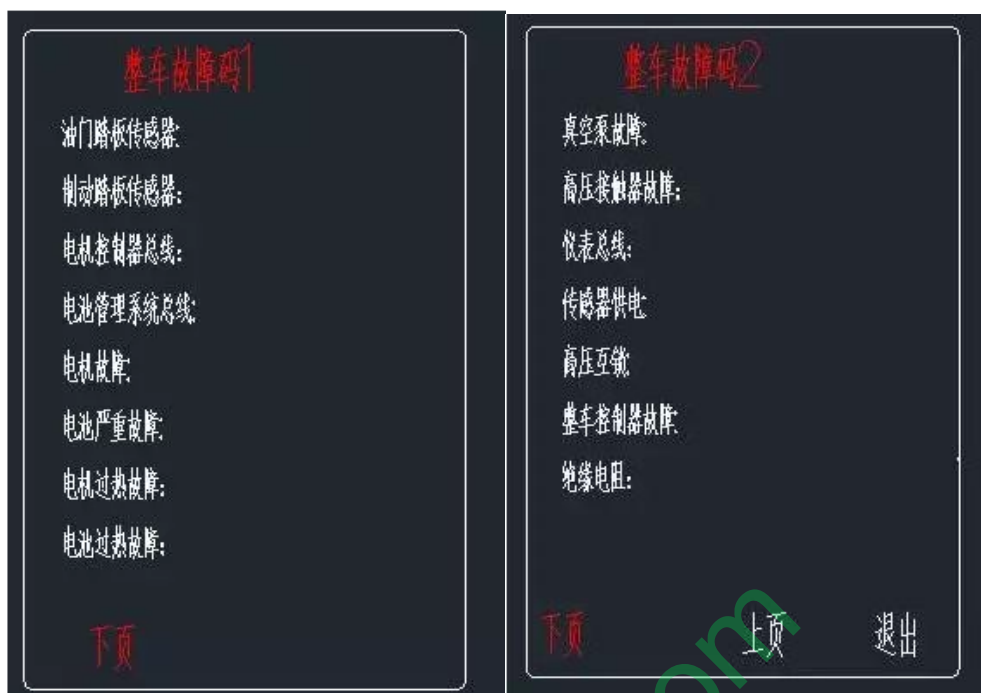 整车故障码1
油门踏板传感器:
制动踏板传感器:
电机控制器总线:
电池管理系统总线:
电机故障:
电池严重故障:
电机过热故障:
电池过热故障:
下页
整车故障码2
真空泵故障:
高压接触器故障:
仪表总线:
传感器供电:
高压互锁:
整车控制器故障:
绝缘电阻:
下页 上页 退出
com